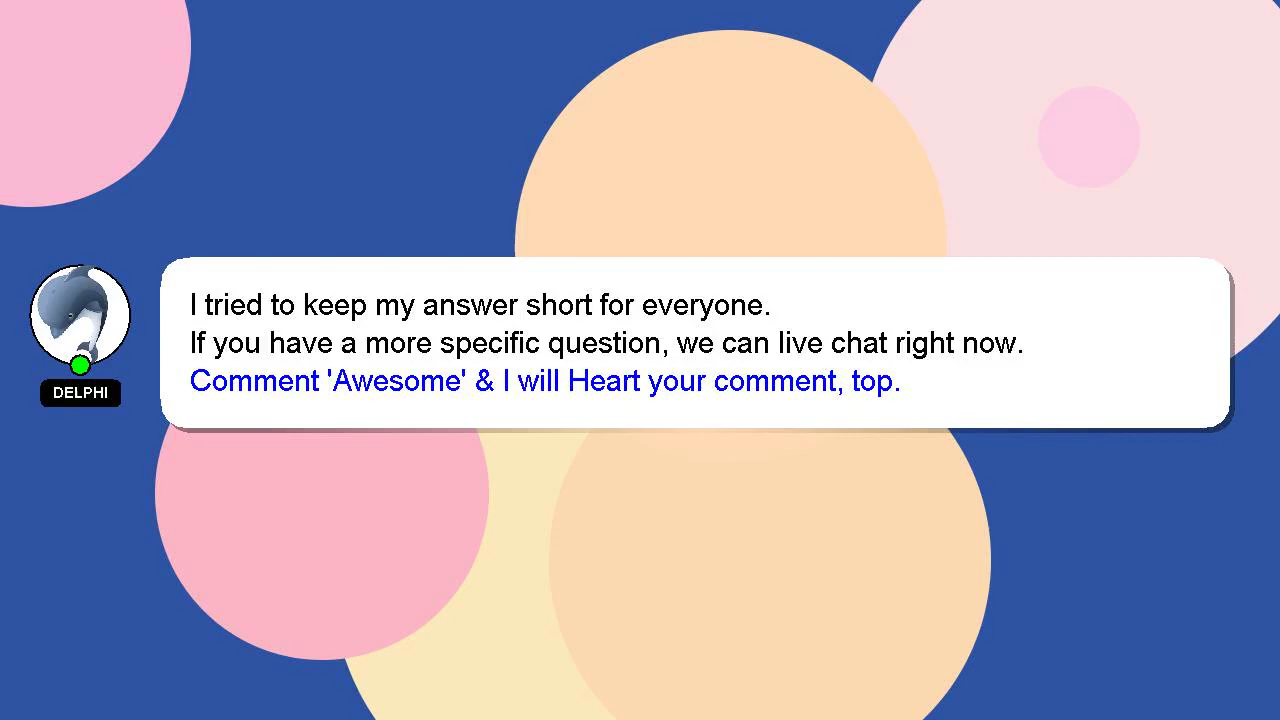 I tried to keep my answer short for everyone.
If you have a more specific question, we can live chat right now.
Comment 'Awesome' & I will Heart your comment, top.
DELPHI